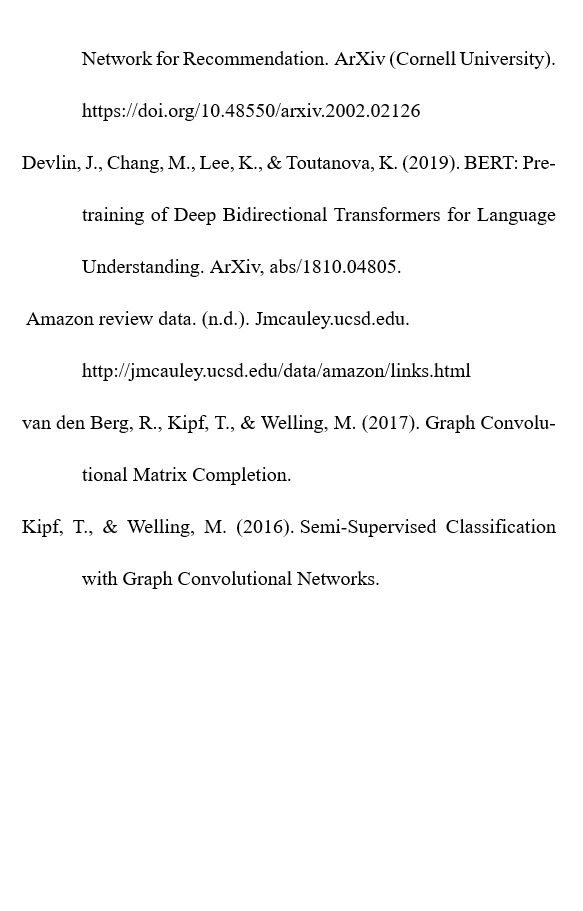 Network for Recommendation. ArXiv (Cornell University).
https://doi.org/10.48550/arxiv.2002.02126
Devlin, J., Chang, M., Lee, K., & Toutanova, K. (2019). BERT: Pre-
training of Deep Bidirectional Transformers for Language
Understanding. ArXiv, abs/1810.04805.
Amazon review data. (n.d.). Jmcauley.ucsd.edu.
http://jmcauley.ucsd.edu/data/amazon/links.html
van den Berg, R., Kipf, T., & Welling, M. (2017). Graph Convolu-
tional Matrix Completion.
Kipf, T., & Welling, M. (2016). Semi-Supervised Classification
with Graph Convolutional Networks.